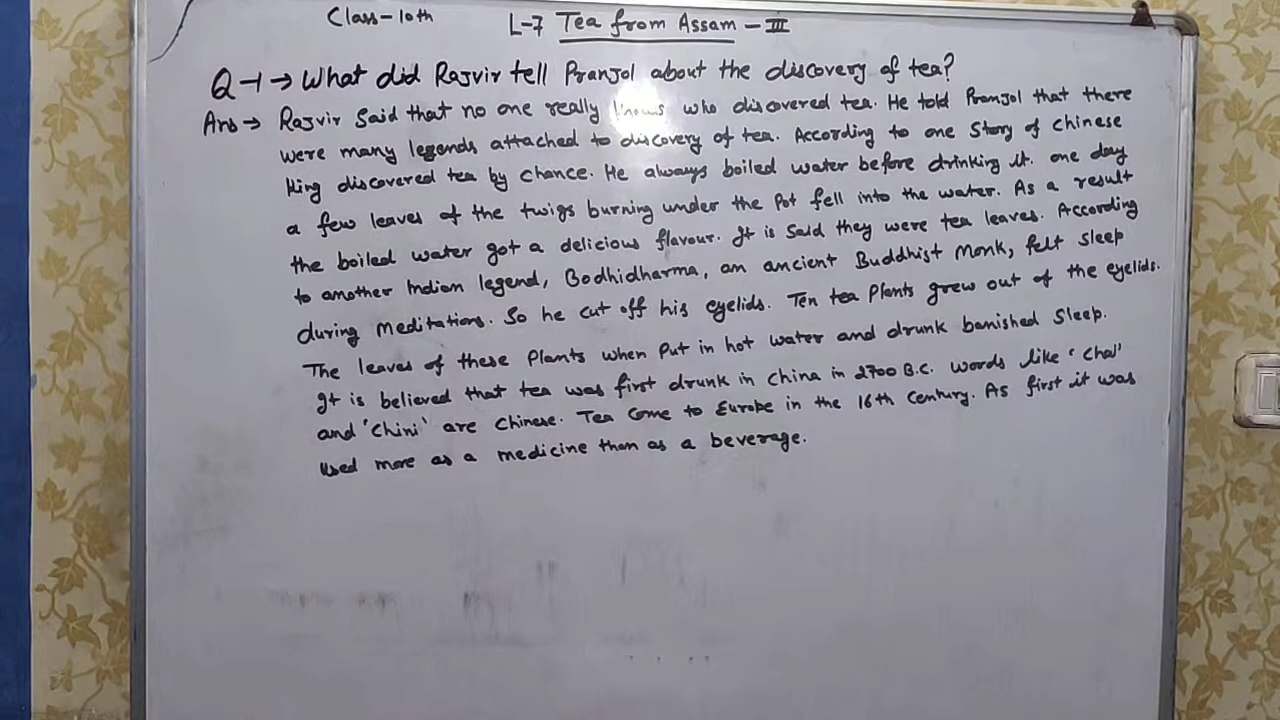 Class-10th L-7 Tea from Assam - III
Q-1→ What did Rajvir tell Pranjol about the discovery of tea?
Ans→ Rajvir said that no one really knows who discovered tea. He told Pranjol that there
were many legends attached to discovery of tea. According to one story of chinese
King discovered tea by chance. He always boiled water before drinking it. one day
a few leaves of the twigs burning under the pot fell into the water. As a result
the boiled water got a delicious flavour. It is said they were tea leaves. According
to another Indian legend, Bodhidharma, an ancient Buddhist Monk, felt sleep
during meditations. So he cut off his eyelids. Ten tea plants grew out of the eyelids.
The leaves of these plants when put in hot water and drunk banished sleep.
It is believed that tea was first drunk in china in 2700 B.C. words like 'chai'
and 'chini' are chinese. Tea come to Europe in the 16th century. As first it was
used more as a medicine than as a beverage.